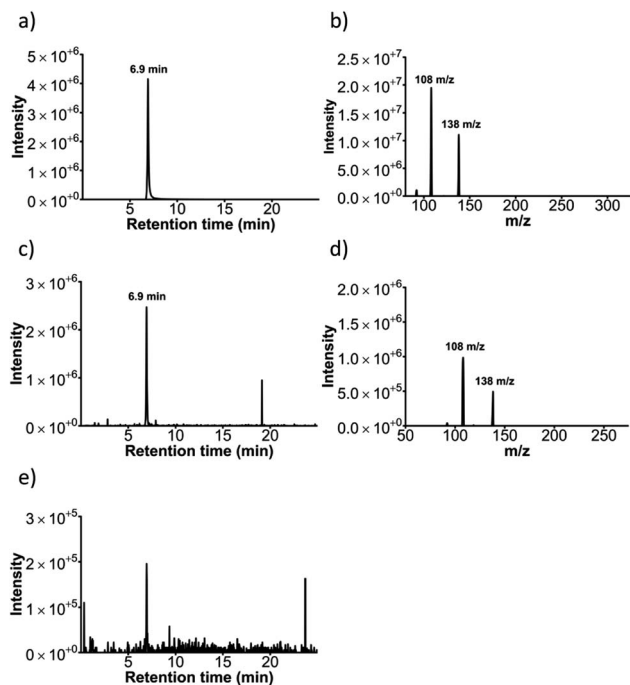 a)
5 × 10⁺⁶
4 × 10⁺⁶
3 × 10⁺⁶
2 × 10⁺⁶
1 × 10⁺⁶
0 × 10⁺⁰
Intensity
6.9 min
5 10 15 20
Retention time (min)
b)
2.5 × 10⁺⁷
2.0 × 10⁺⁷
1.5 × 10⁺⁷
1.0 × 10⁺⁷
5.0 × 10⁺⁶
0.0 × 10⁺⁰
Intensity
108 m/z
138 m/z
100 150 200 250 300
m/z
c)
3 × 10⁺⁶
2 × 10⁺⁶
1 × 10⁺⁶
0 × 10⁺⁰
Intensity
6.9 min
5 10 15 20
Retention time (min)
d)
2.0 × 10⁺⁶
1.5 × 10⁺⁶
1.0 × 10⁺⁶
5.0 × 10⁺⁵
0.0 × 10⁺⁰
Intensity
108 m/z
138 m/z
50 100 150 200 250
m/z
e)
3 × 10⁺⁵
2 × 10⁺⁵
1 × 10⁺⁵
0 × 10⁺⁰
Intensity
5 10 15 20
Retention time (min)